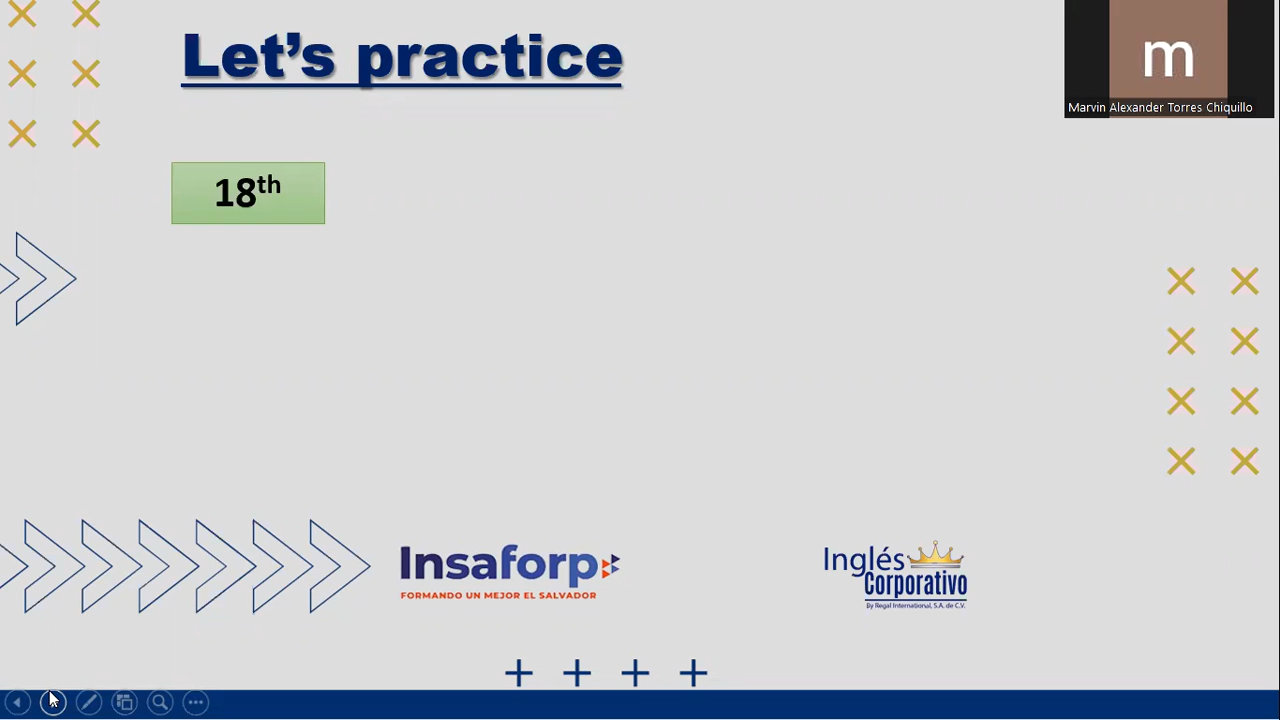 Let's practice
m
Marvin Alexander Torres Chiquillo
18th
Insaforp
FORMANDO UN MEJOR EL SALVADOR
Inglés
Corporativo
By Regal International, S.A. de C.V.